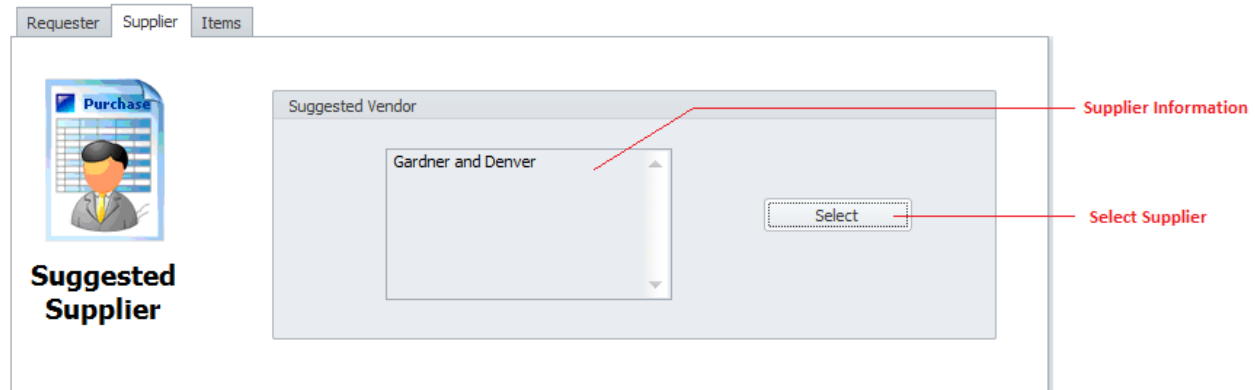 Requester Supplier Items
Purchase
Suggested Vendor
Supplier Information
Gardner and Denver
Select
Select Supplier
Suggested
Supplier